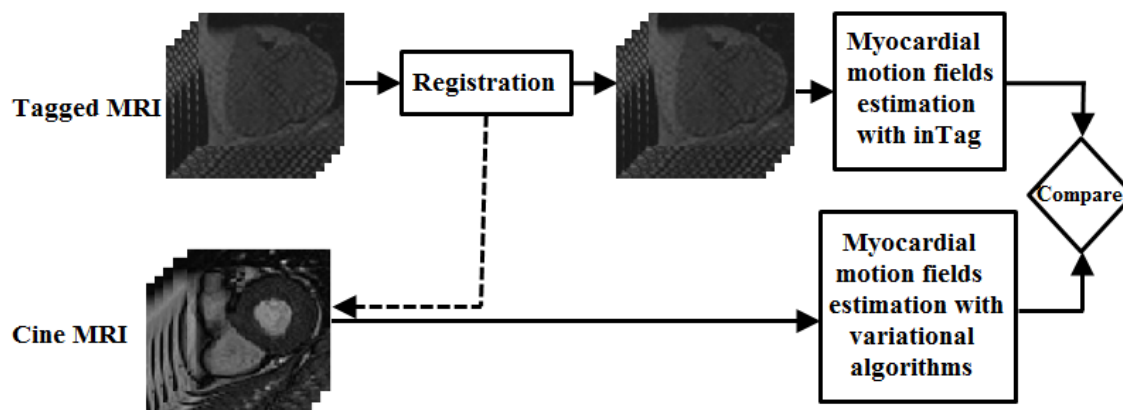 Tagged MRI
Registration
Myocardial
motion fields
estimation
with inTag
Compare
Cine MRI
Myocardial
motion fields
estimation with
variational
algorithms